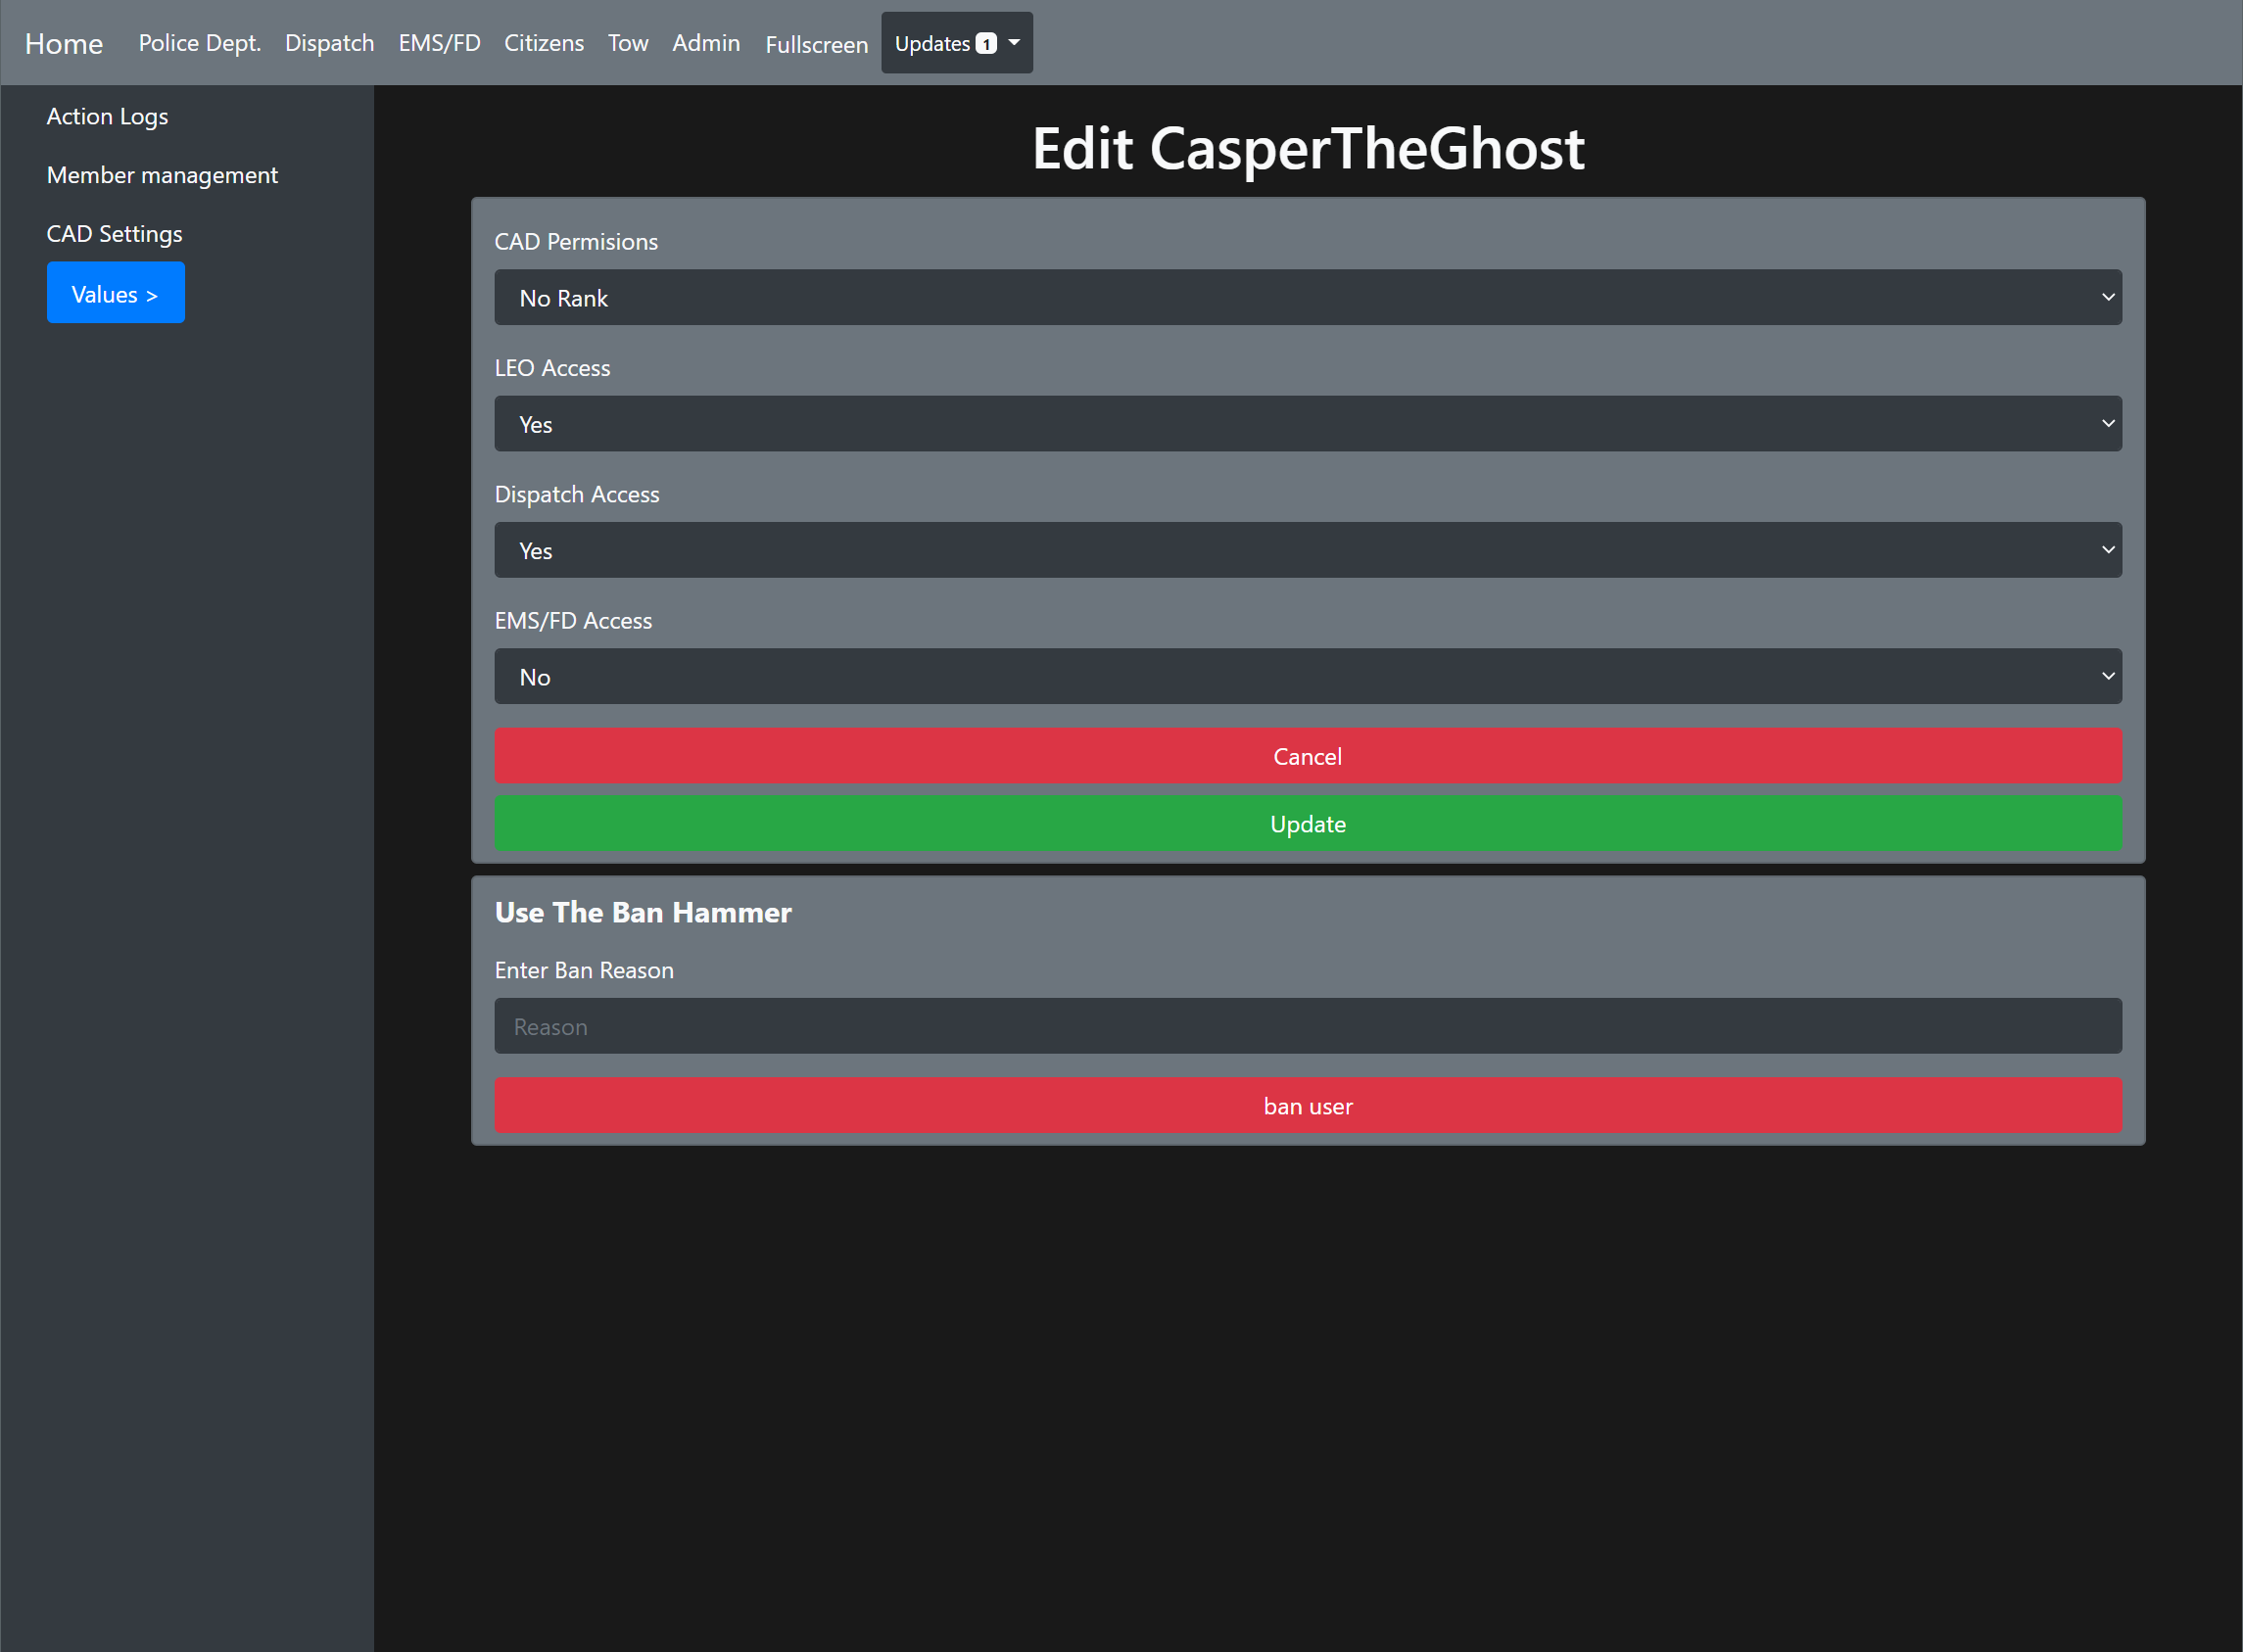 Home Police Dept. Dispatch EMS/FD Citizens Tow Admin Fullscreen Updates 1
Action Logs
Member management
CAD Settings
Values >
Edit CasperTheGhost
CAD Permisions
No Rank
LEO Access
Yes
Dispatch Access
Yes
EMS/FD Access
No
Cancel
Update
Use The Ban Hammer
Enter Ban Reason
Reason
ban user